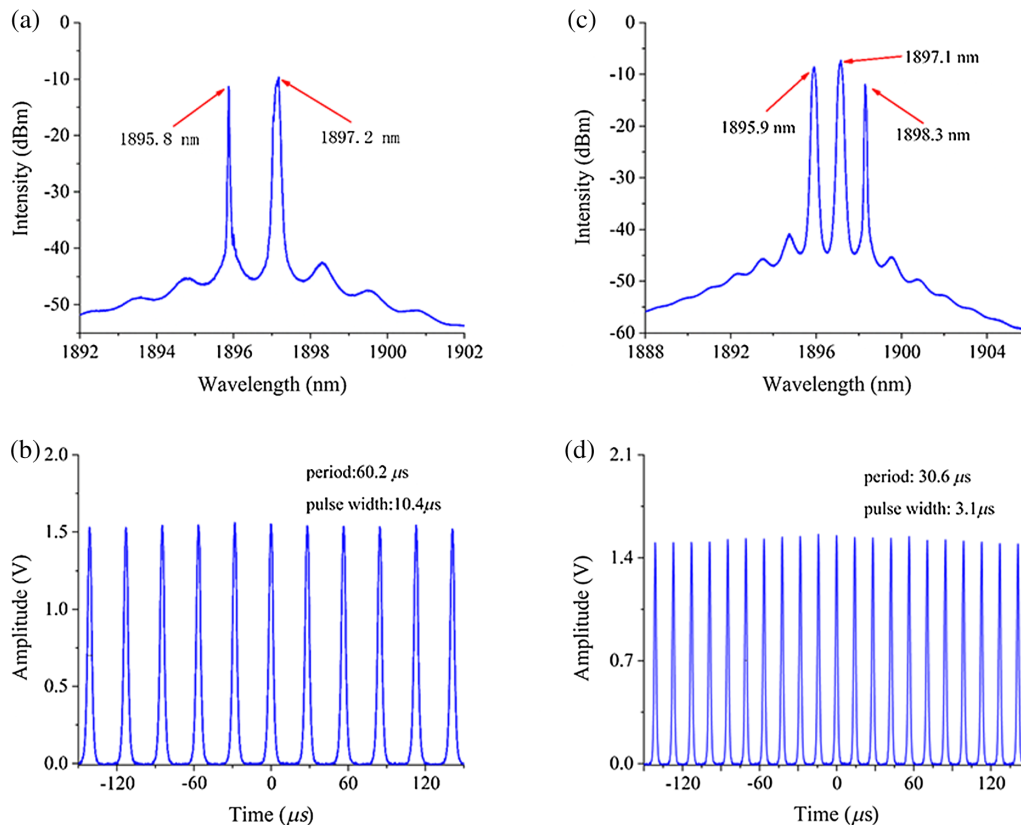 (a)
0
-10
-20
-30
-40
-50
1895.8 nm
1897.2 nm
Intensity (dBm)
1892 1894 1896 1898 1900 1902
Wavelength (nm)
(c)
0
-10
-20
-30
-40
-50
-60
1897.1 nm
1895.9 nm
1898.3 nm
Intensity (dBm)
1888 1892 1896 1900 1904
Wavelength (nm)
(b)
2.0
1.5
1.0
0.5
0.0
period:60.2 μs
pulse width:10.4μs
Amplitude (V)
-120 -60 0 60 120
Time (μs)
(d)
2.1
1.4
0.7
0.0
period: 30.6 μs
pulse width: 3.1μs
Amplitude (V)
-120 -60 0 60 120
Time (μs)